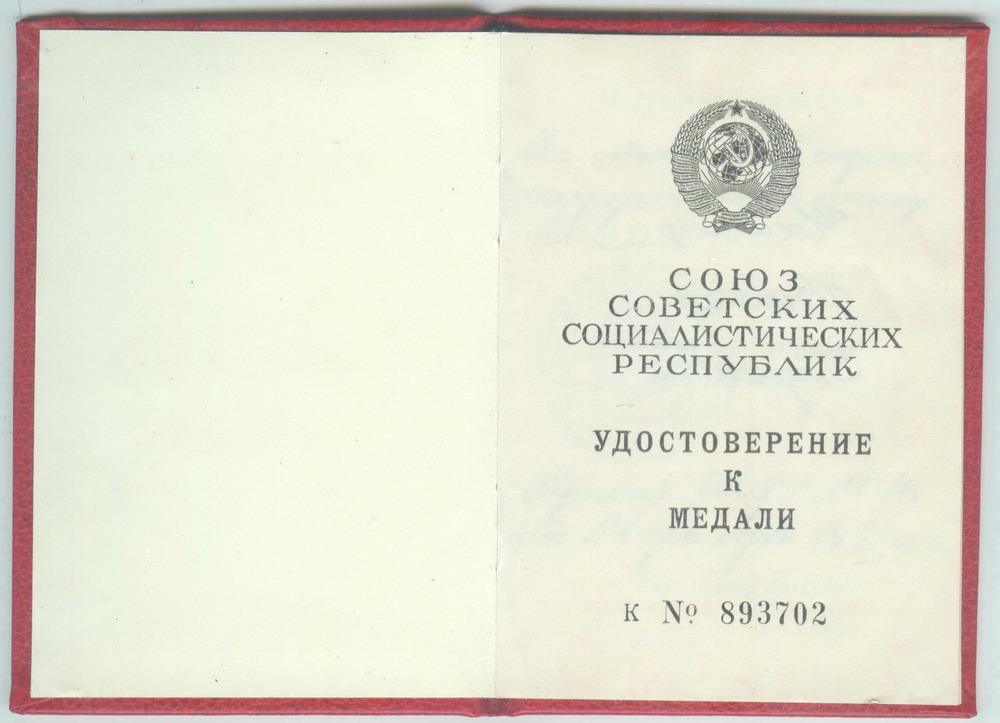 СОЮЗ
СОВЕТСКИХ
СОЦИАЛИСТИЧЕСКИХ
РЕСПУБЛИК
УДОСТОВЕРЕНИЕ
К
МЕДАЛИ
К № 893702